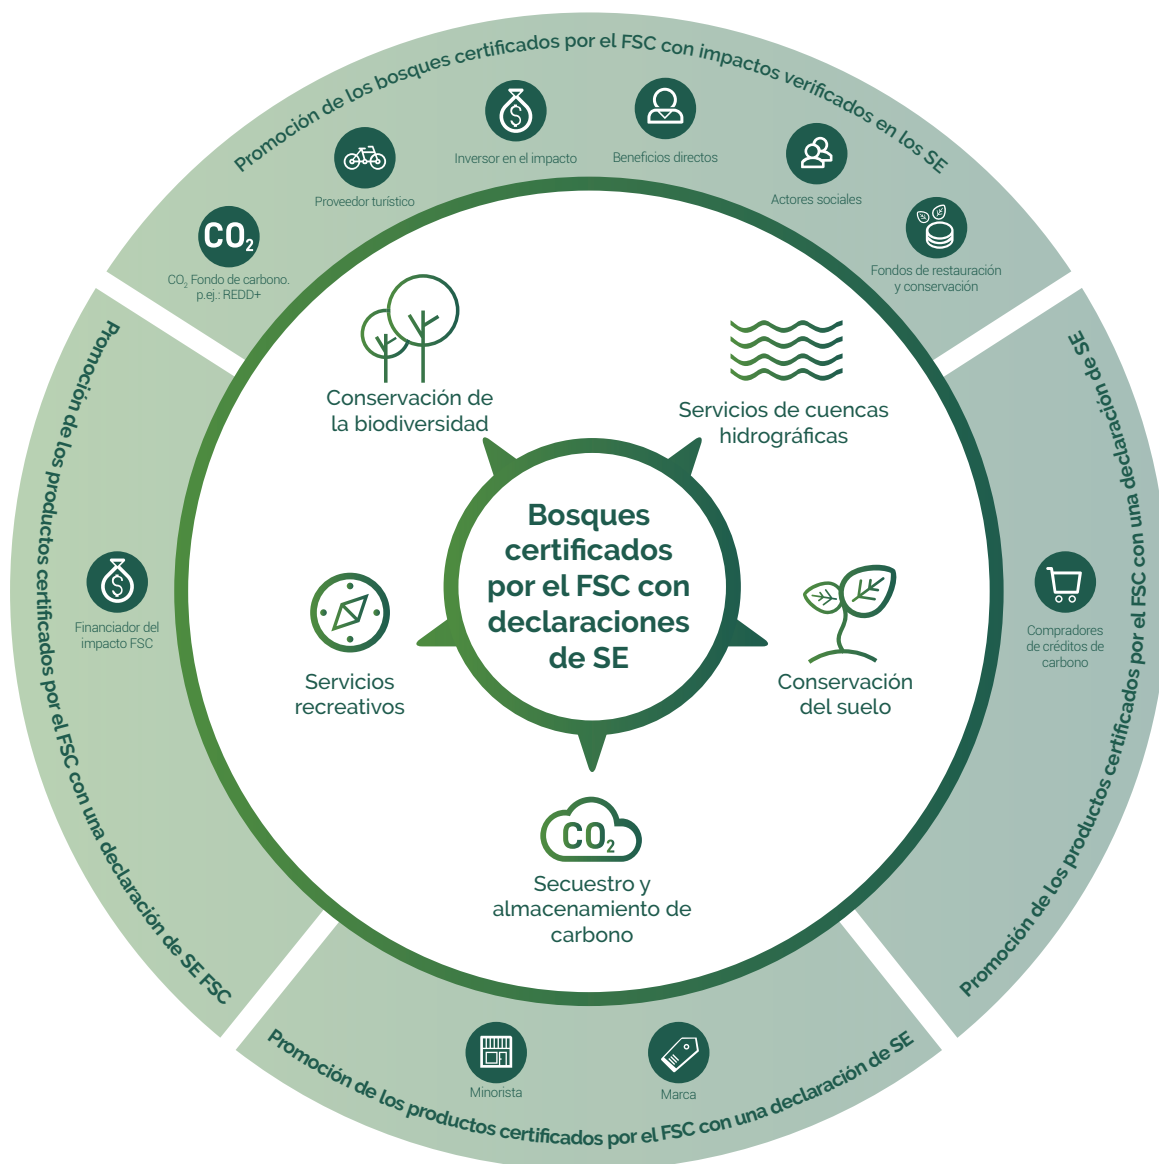 Promoción de los bosques certificados por el FSC con impactos verificados en los SE
CO2
CO2 Fondo de carbono.
p.ej.: REDD+
Proveedor turístico
Inversor en el impacto
Beneficios directos
Actores sociales
Fondos de restauración
y conservación
Promoción de los productos certificados por el FSC con una declaración de SE FSC
Financiador del
impacto FSC
Promoción de los productos certificados por el FSC con una declaración de SE
Compradores
de créditos de
carbono
Promoción de los productos certificados por el FSC con una declaración de SE
Minorista
Marca
Conservación de
la biodiversidad
Servicios de cuencas
hidrográficas
Bosques
certificados
por el FSC con
declaraciones
de SE
Servicios
recreativos
Conservación
del suelo
CO2
Secuestro y
almacenamiento de
carbono